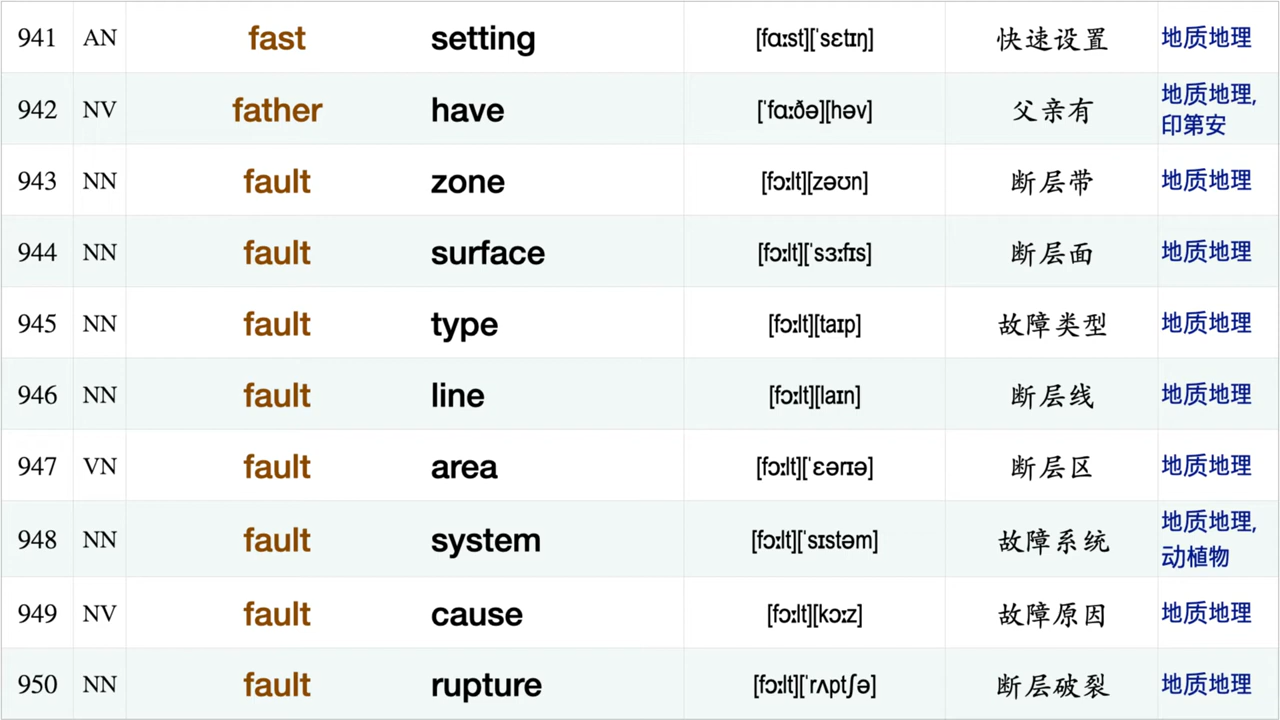 941 AN fast setting [fɑːst][ˈsɛtɪŋ] 快速设置 地质地理
942 NV father have [ˈfɑːðə][həv] 父亲有 地质地理,
印第安
943 NN fault zone [fɔːlt][zəʊn] 断层带 地质地理
944 NN fault surface [fɔːlt][ˈsɜːfɪs] 断层面 地质地理
945 NN fault type [fɔːlt][taɪp] 故障类型 地质地理
946 NN fault line [fɔːlt][laɪn] 断层线 地质地理
947 VN fault area [fɔːlt][ˈɛərɪə] 断层区 地质地理
948 NN fault system [fɔːlt][ˈsɪstəm] 故障系统 地质地理,
动植物
949 NV fault cause [fɔːlt][kɔːz] 故障原因 地质地理
950 NN fault rupture [fɔːlt][ˈrʌptʃə] 断层破裂 地质地理